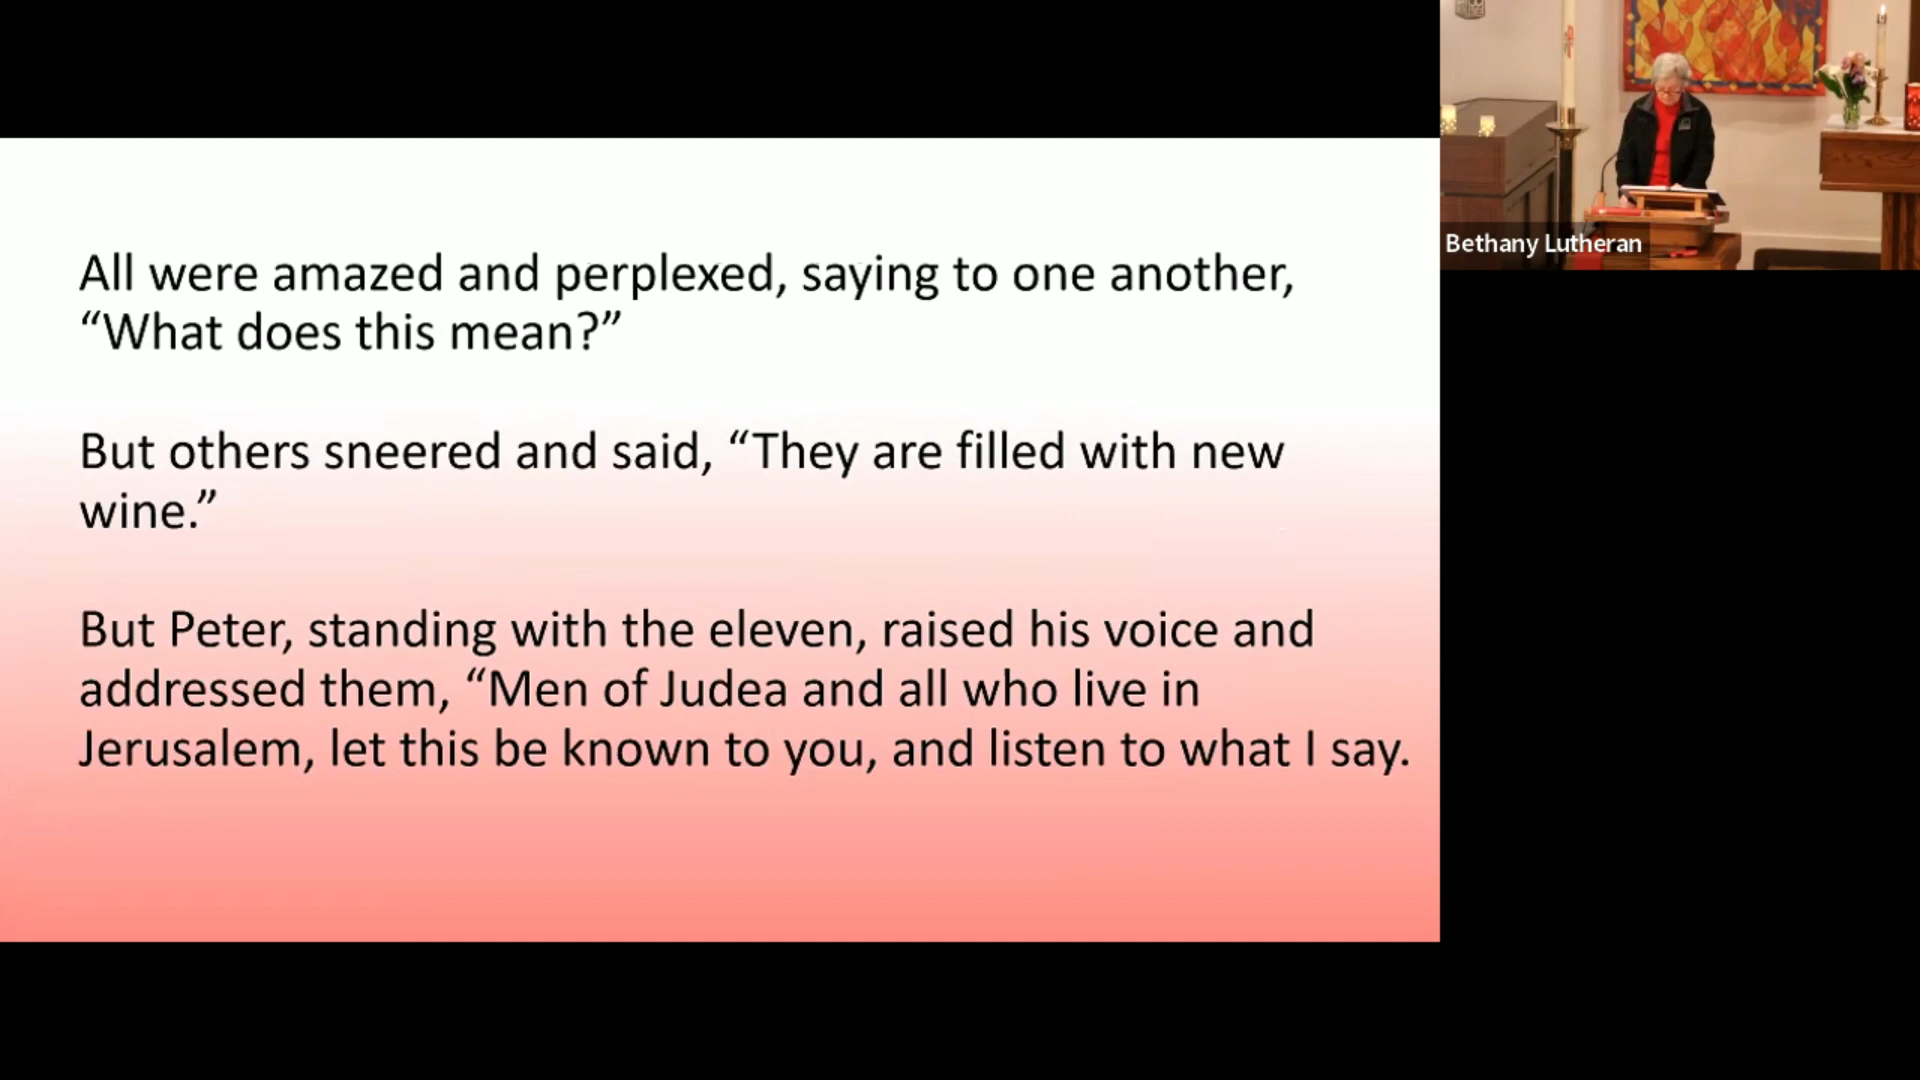 All were amazed and perplexed, saying to one another,
“What does this mean?”
But others sneered and said, “They are filled with new
wine.”
But Peter, standing with the eleven, raised his voice and
addressed them, “Men of Judea and all who live in
Jerusalem, let this be known to you, and listen to what I say.
Bethany Lutheran